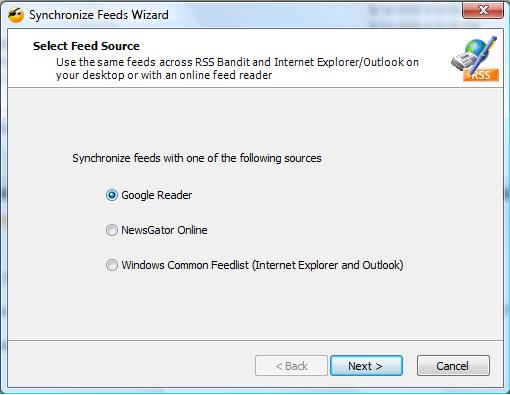 Synchronize Feeds Wizard
Select Feed Source
Use the same feeds across RSS Bandit and Internet Explorer/Outlook on
your desktop or with an online feed reader
RSS
Synchronize feeds with one of the following sources
Google Reader
NewsGator Online
Windows Common Feedlist (Internet Explorer and Outlook)
< Back
Next >
Cancel